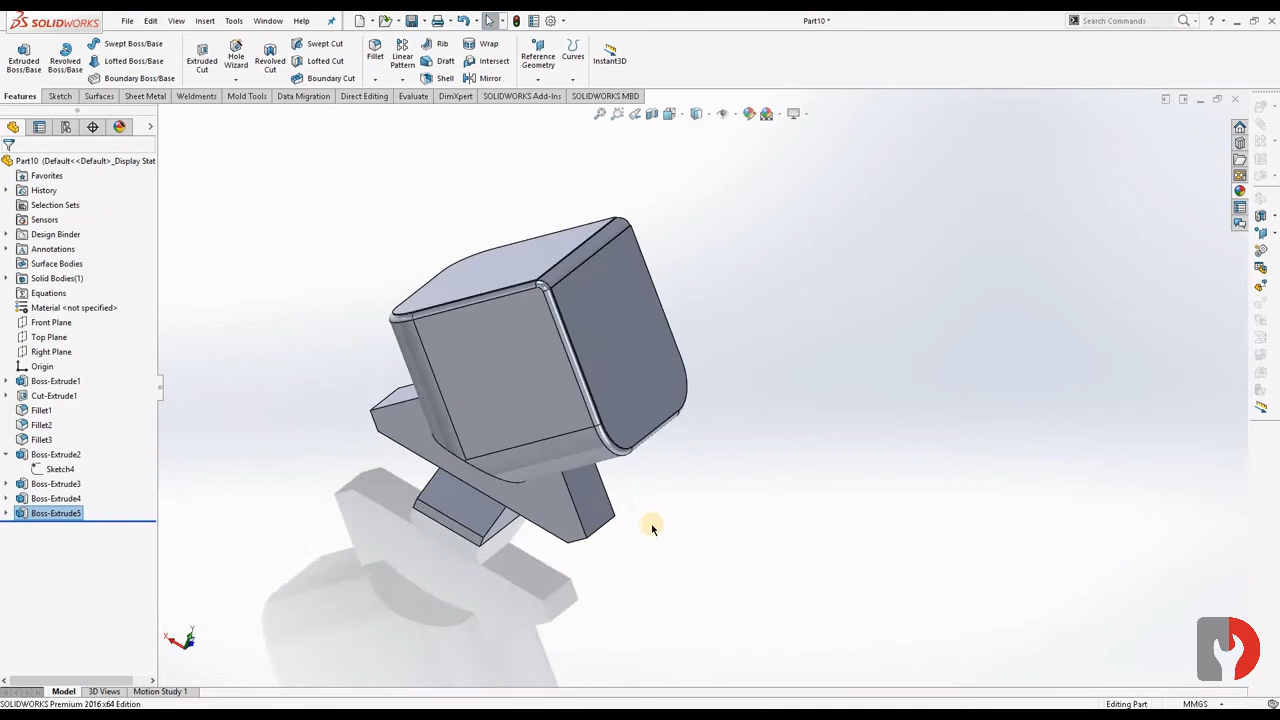 SOLIDWORKS File Edit View Insert Tools Window Help Part10 * Search Commands
Extruded Boss/Base
Revolved Boss/Base
Swept Boss/Base
Lofted Boss/Base
Boundary Boss/Base
Extruded Cut
Hole Wizard
Revolved Cut
Swept Cut
Lofted Cut
Boundary Cut
Fillet
Linear Pattern
Rib
Draft
Shell
Wrap
Intersect
Mirror
Reference Geometry
Curves
Instant3D
Features Sketch Surfaces Sheet Metal Weldments Mold Tools Data Migration Direct Editing Evaluate DimXpert SOLIDWORKS Add-Ins SOLIDWORKS MBD
Part10 (Default<<Default>_Display Stat
Favorites
History
Selection Sets
Sensors
Design Binder
Annotations
Surface Bodies
Solid Bodies(1)
Equations
Material <not specified>
Front Plane
Top Plane
Right Plane
Origin
Boss-Extrude1
Cut-Extrude1
Fillet1
Fillet2
Fillet3
Boss-Extrude2
Sketch4
Boss-Extrude3
Boss-Extrude4
Boss-Extrude5
X Y
Model 3D Views Motion Study 1
SOLIDWORKS Premium 2016 x64 Edition Editing Part MMGS